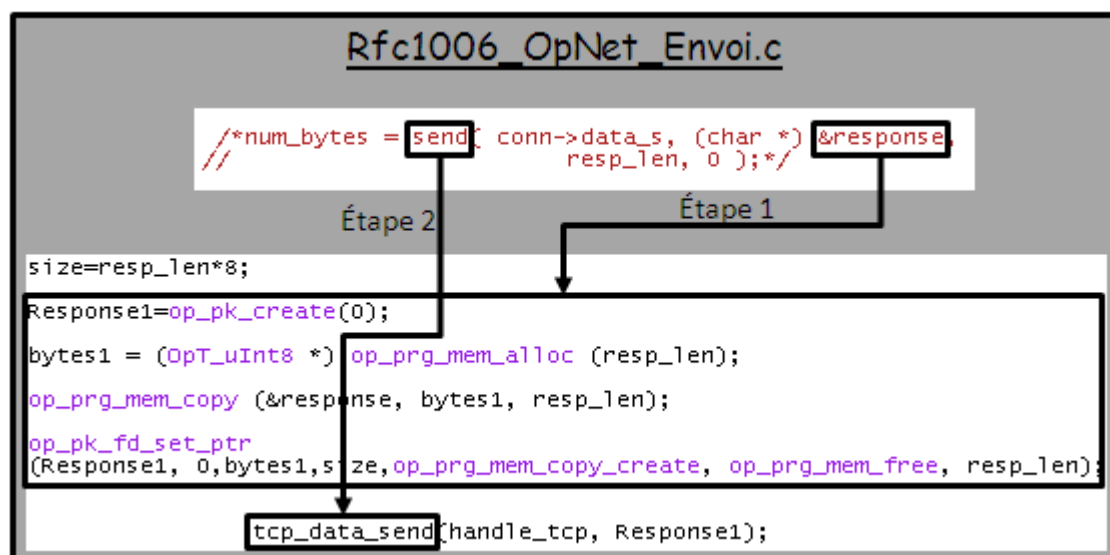 Rfc1006_OpNet_Envoi.c
/*num_bytes = send( conn->data_s, (char *) &response,
// resp_len, 0 );*/
Étape 2
Étape 1
size=resp_len*8;
Response1=op_pk_create(0);
bytes1 = (OpT_uInt8 *) op_prg_mem_alloc (resp_len);
op_prg_mem_copy (&response, bytes1, resp_len);
op_pk_fd_set_ptr
(Response1, 0,bytes1,size,op_prg_mem_copy_create, op_prg_mem_free, resp_len);
tcp_data_send(handle_tcp, Response1);